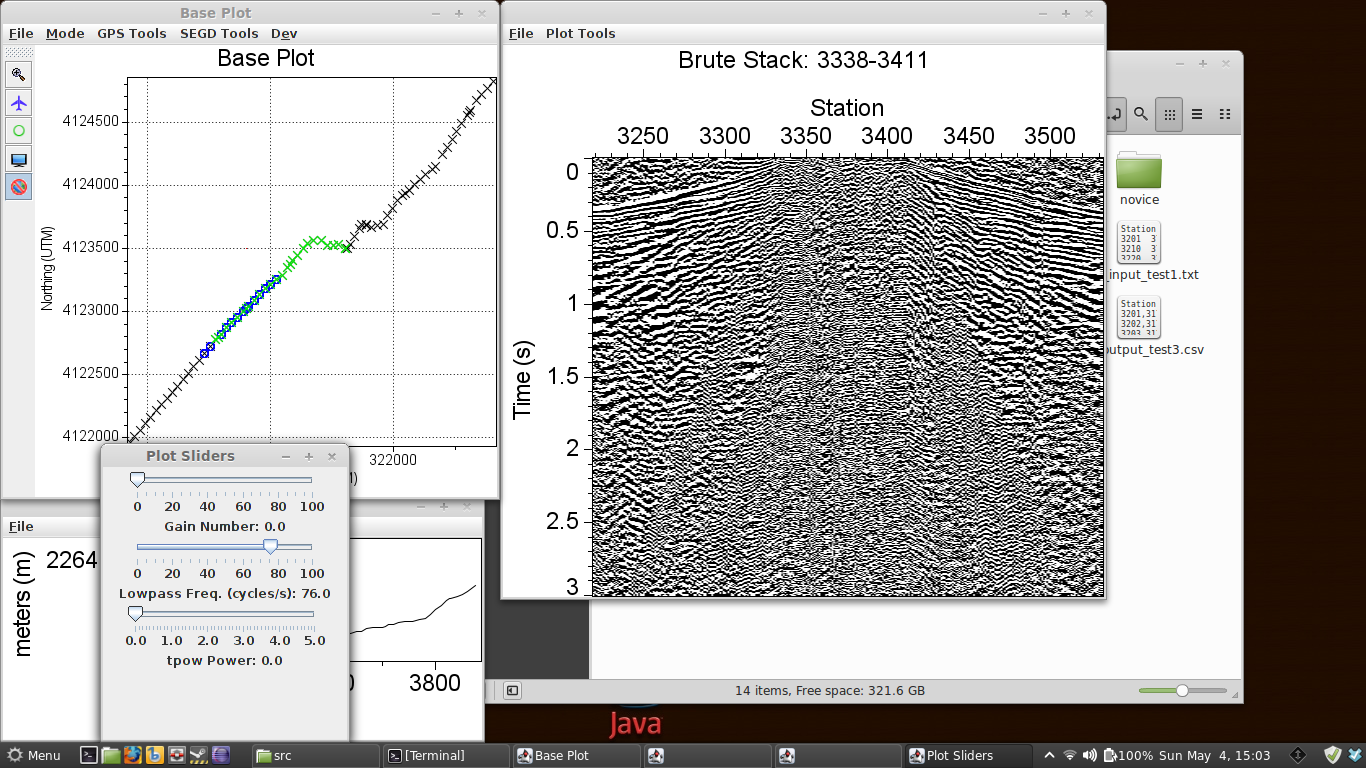 Base Plot
File Mode GPS Tools SEGD Tools Dev
Base Plot
4124500
4124000
4123500
4123000
4122500
4122000
Northing (UTM)
322000
File Plot Tools
Brute Stack: 3338-3411
Station
3250 3300 3350 3400 3450 3500
0
0.5
1
1.5
2
2.5
3
Time (s)
novice
Station
3201 3
3210 3
3220 3
_input_test1.txt
Station
3201,31
3202,31
3203,31
output_test3.csv
14 items, Free space: 321.6 GB
Plot Sliders
0 20 40 60 80 100
Gain Number: 0.0
0 20 40 60 80 100
Lowpass Freq. (cycles/s): 76.0
0.0 1.0 2.0 3.0 4.0 5.0
tpow Power: 0.0
File
meters (m)
2264
3800
Java
Menu
src
[Terminal]
Base Plot
Plot Sliders
100% Sun May 4, 15:03